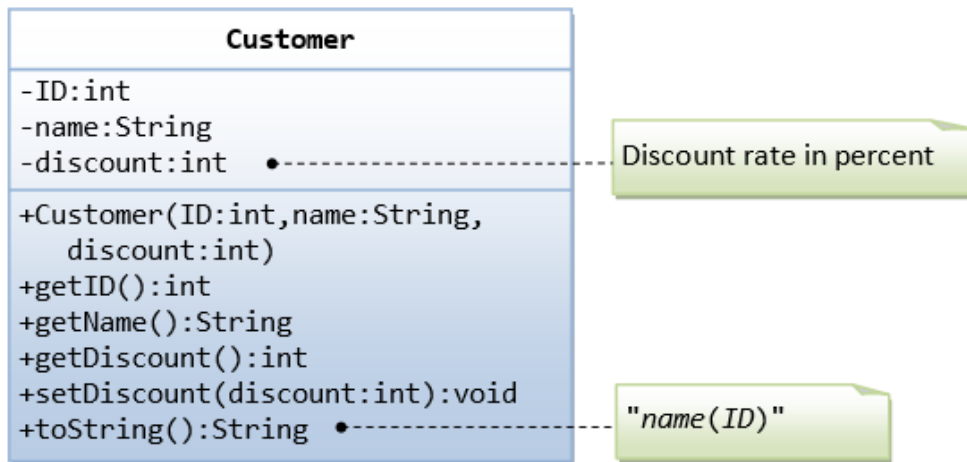 Customer
-ID:int
-name:String
-discount:int
Discount rate in percent
+Customer(ID:int,name:String,
discount:int)
+getID():int
+getName():String
+getDiscount():int
+setDiscount(discount:int):void
+toString():String
"name(ID)"